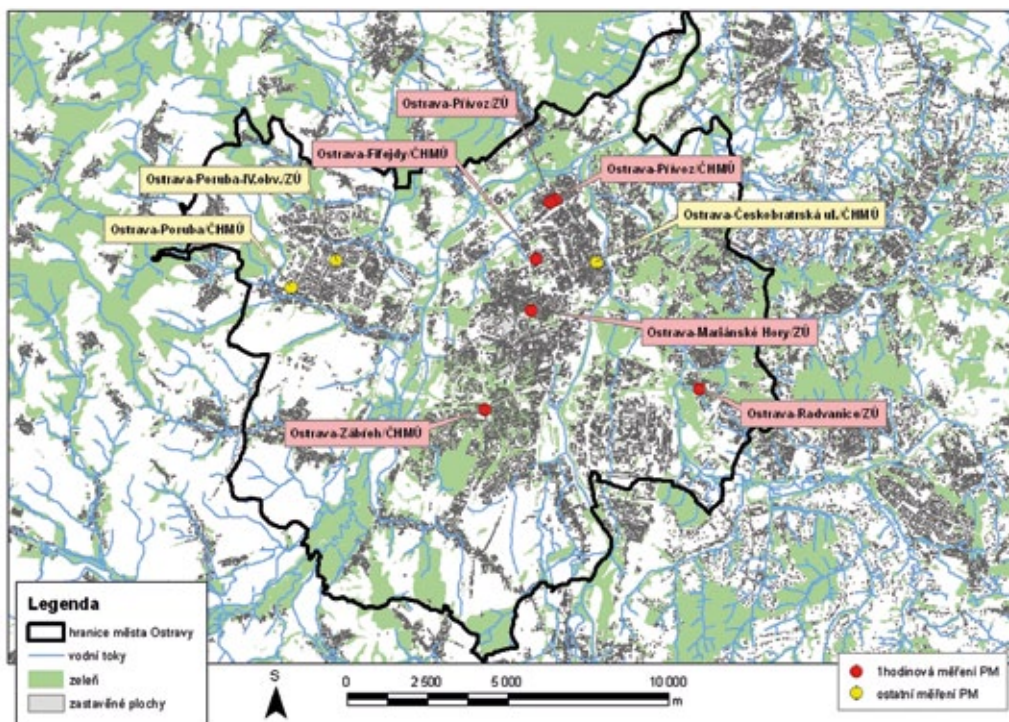 Ostrava-Přívoz/ZÚ
Ostrava-Fifejdy/ČHMÚ
Ostrava-Přívoz/ČHMÚ
Ostrava-Poruba-IV.obv./ZÚ
Ostrava-Českobratrská ul./ČHMÚ
Ostrava-Poruba/ČHMÚ
Ostrava-Mariánské Hory/ZÚ
Ostrava-Radvanice/ZÚ
Ostrava-Zábřeh/ČHMÚ
Legenda
hranice města Ostravy
vodní toky
zeleň
zastavěné plochy
S
0 2 500 5 000 10 000
m
1hodinová měření PM
ostatní měření PM